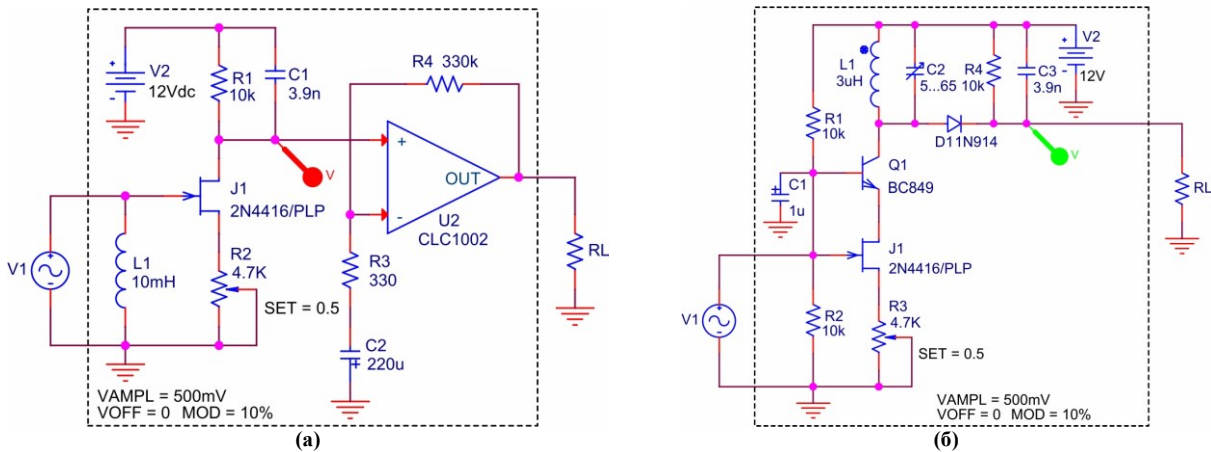 V2
12Vdc
R1
10k
C1
3.9n
R4 330k
+
-
OUT
U2
CLC1002
V
J1
2N4416/PLP
V1
L1
10mH
R2
4.7K
SET = 0.5
R3
330
C2
220u
RL
VAMPL = 500mV
VOFF = 0 MOD = 10%
(а)
L1
3uH
C2
5...65
R4
10k
C3
3.9n
V2
12V
R1
10k
D11N914
V
Q1
BC849
C1
1u
RL
J1
2N4416/PLP
V1
R2
10k
R3
4.7K
SET = 0.5
VAMPL = 500mV
VOFF = 0 MOD = 10%
(б)